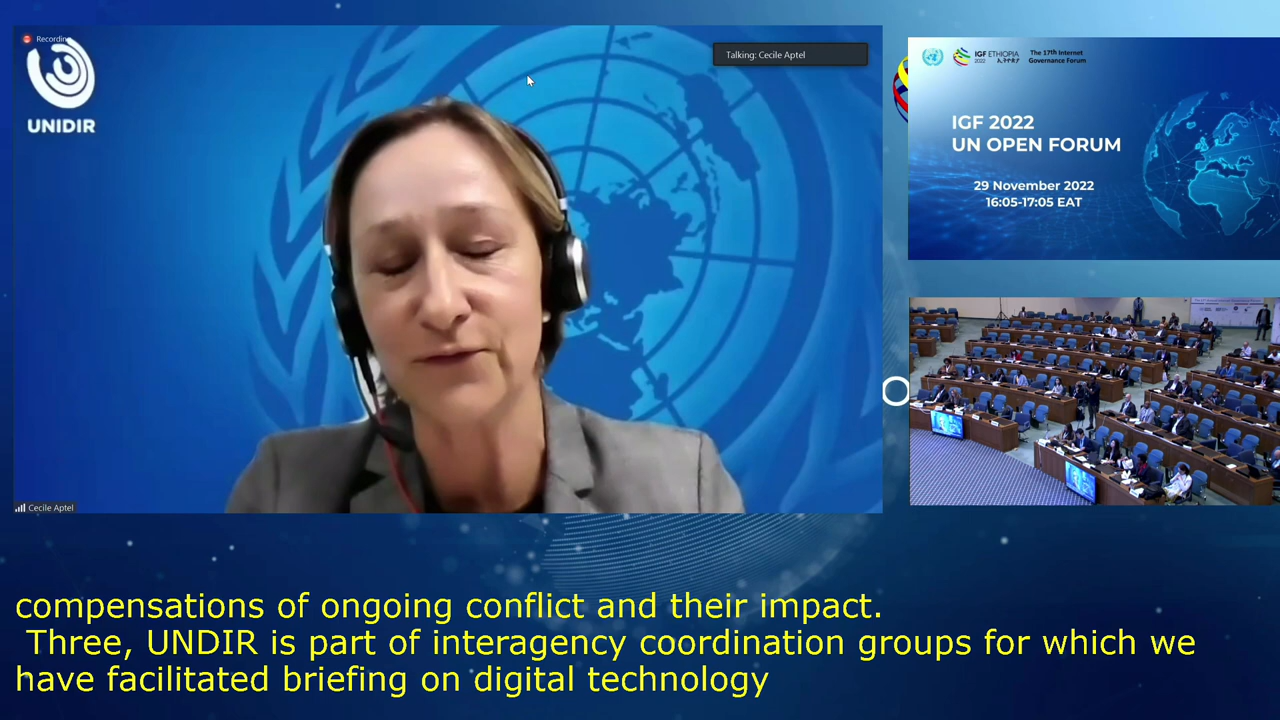 Recording
UNIDIR
Talking: Cecile Aptel
Cecile Aptel
IGF ETHIOPIA
2022 ኢትዮጵያ
The 17th Internet
Governance Forum
IGF 2022
UN OPEN FORUM
29 November 2022
16:05-17:05 EAT
compensations of ongoing conflict and their impact.
Three, UNDIR is part of interagency coordination groups for which we
have facilitated briefing on digital technology